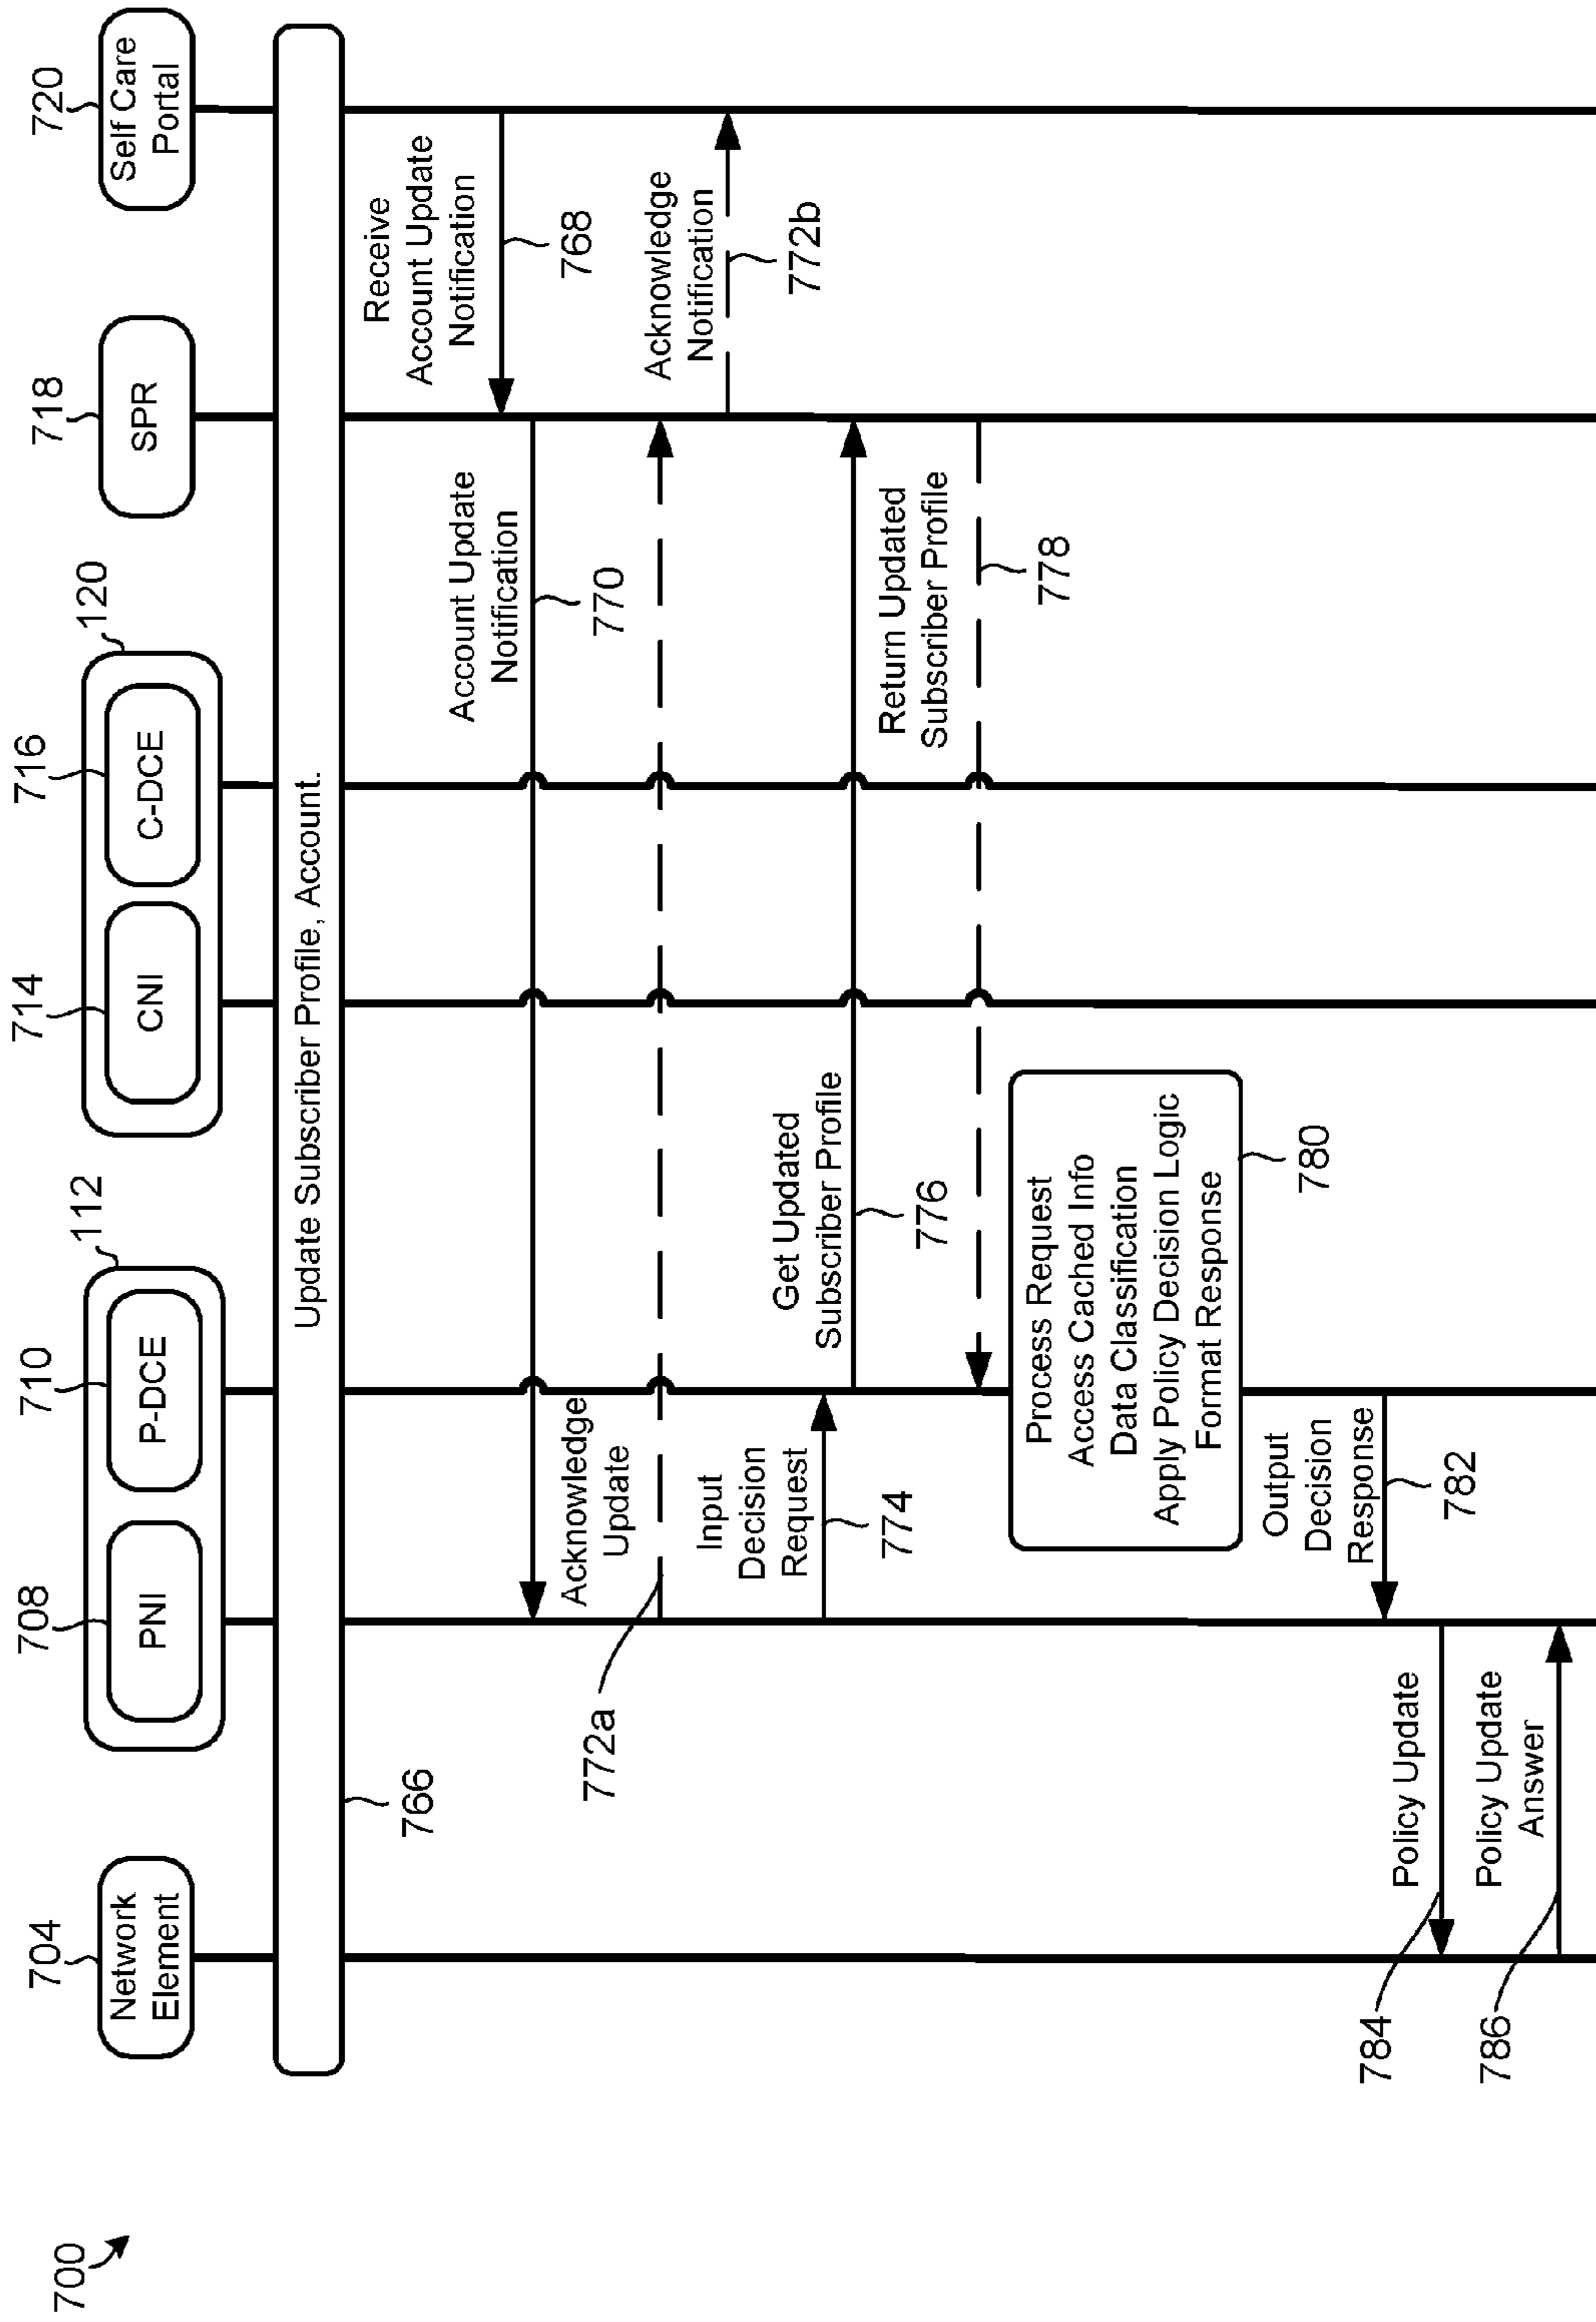 700
704
Network
Element
112
708
PNI
710
P-DCE
120
714
CNI
716
C-DCE
718
SPR
720
Self Care
Portal
Update Subscriber Profile, Account.
766
Receive
Account Update
Notification
768
Account Update
Notification
770
Acknowledge
Update
772a
Acknowledge
Notification
772b
Input
Decision
Request
774
Get Updated
Subscriber Profile
776
Return Updated
Subscriber Profile
778
Process Request
Access Cached Info
Data Classification
Apply Policy Decision Logic
Format Response
780
Output
Decision
Response
782
Policy Update
784
Policy Update
Answer
786